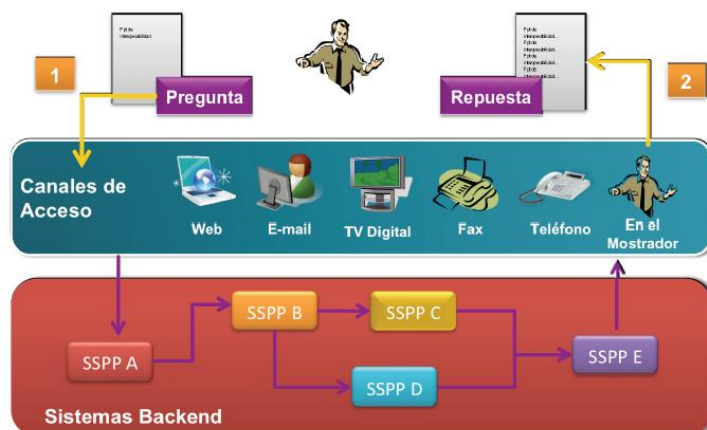 1
Pregunta
Repuesta
2
Canales de
Acceso
Web
E-mail
TV Digital
Fax
Teléfono
En el
Mostrador
SSPP A
SSPP B
SSPP C
SSPP D
SSPP E
Sistemas Backend